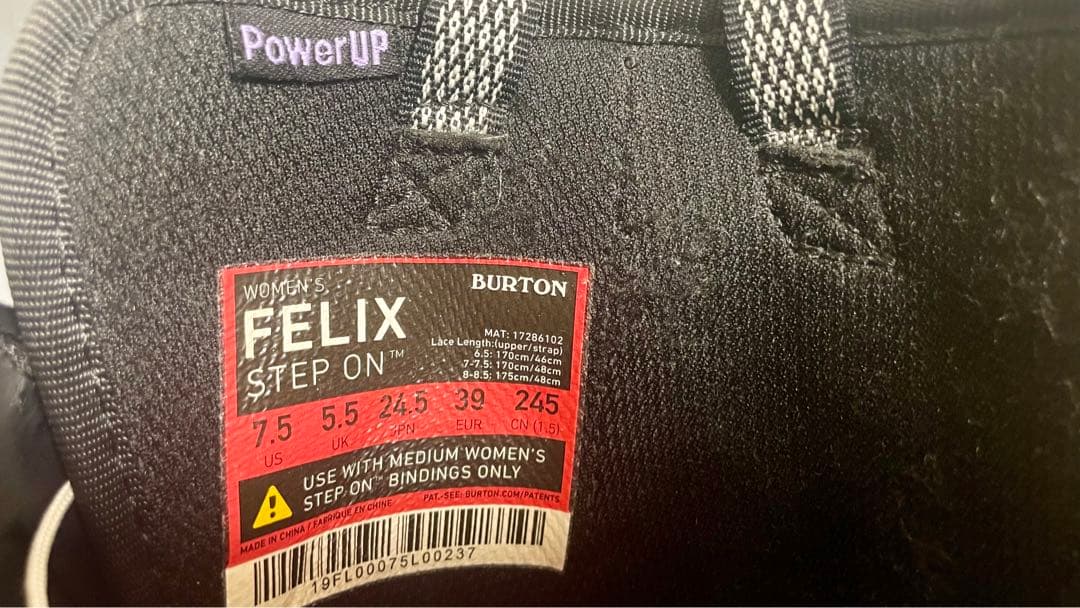 PowerUP
WOMEN'S
BURTON
FELIX
STEP ON™
MAT: 17286102
Lace Length:(upper/strap)
6.5: 170cm/46cm
7-7.5: 170cm/48cm
8-8.5: 175cm/48cm
7.5 5.5 24.5 39 245
US UK JPN EUR CN (1.5)
USE WITH MEDIUM WOMEN'S
STEP ON™ BINDINGS ONLY
MADE IN CHINA / FABRIQUÉ EN CHINE PAT.-SEE: BURTON.COM/PATENTS
19FL00075L00237